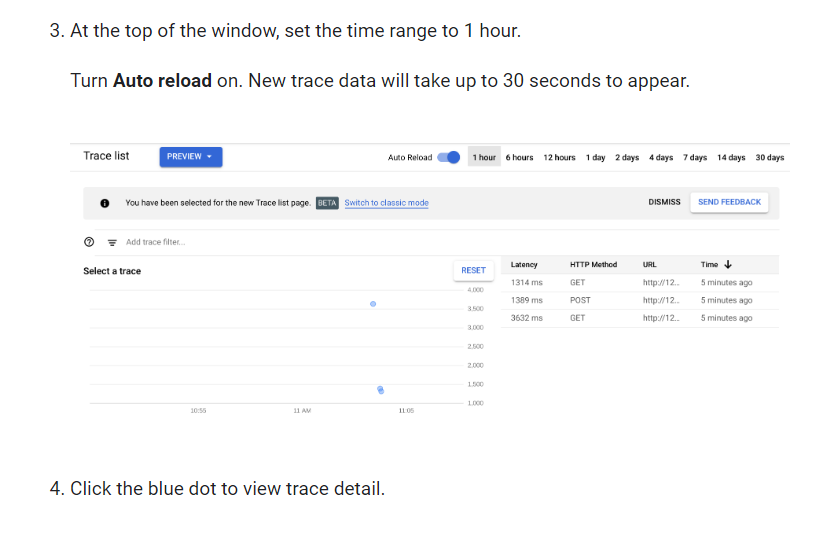 3. At the top of the window, set the time range to 1 hour.
Turn Auto reload on. New trace data will take up to 30 seconds to appear.
Trace list PREVIEW Auto Reload 1 hour 6 hours 12 hours 1 day 2 days 4 days 7 days 14 days 30 days
You have been selected for the new Trace list page. BETA Switch to classic mode DISMISS SEND FEEDBACK
Add trace filter...
Select a trace RESET
Latency HTTP Method URL Time
1314 ms GET http://12... 5 minutes ago
1389 ms POST http://12... 5 minutes ago
3632 ms GET http://12... 5 minutes ago
4,000
3,500
3,000
2,500
2,000
1,500
1,000
10:55 11 AM 11:05
4. Click the blue dot to view trace detail.